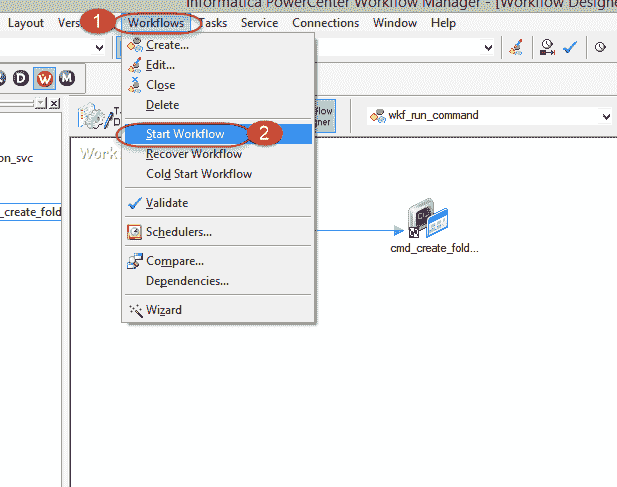 Informatica PowerCenter Workflow Manager - [Workflow Designe
Layout Vers 1 Workflows Tasks Service Connections Window Help
Create...
D W M
Edit...
Close
Delete
Start Workflow 2
flow
gner
wkf_run_command
Work
Recover Workflow
on_svc
Cold Start Workflow
Validate
_create_fold
Schedulers...
cmd_create_fold...
Compare...
Dependencies...
Wizard